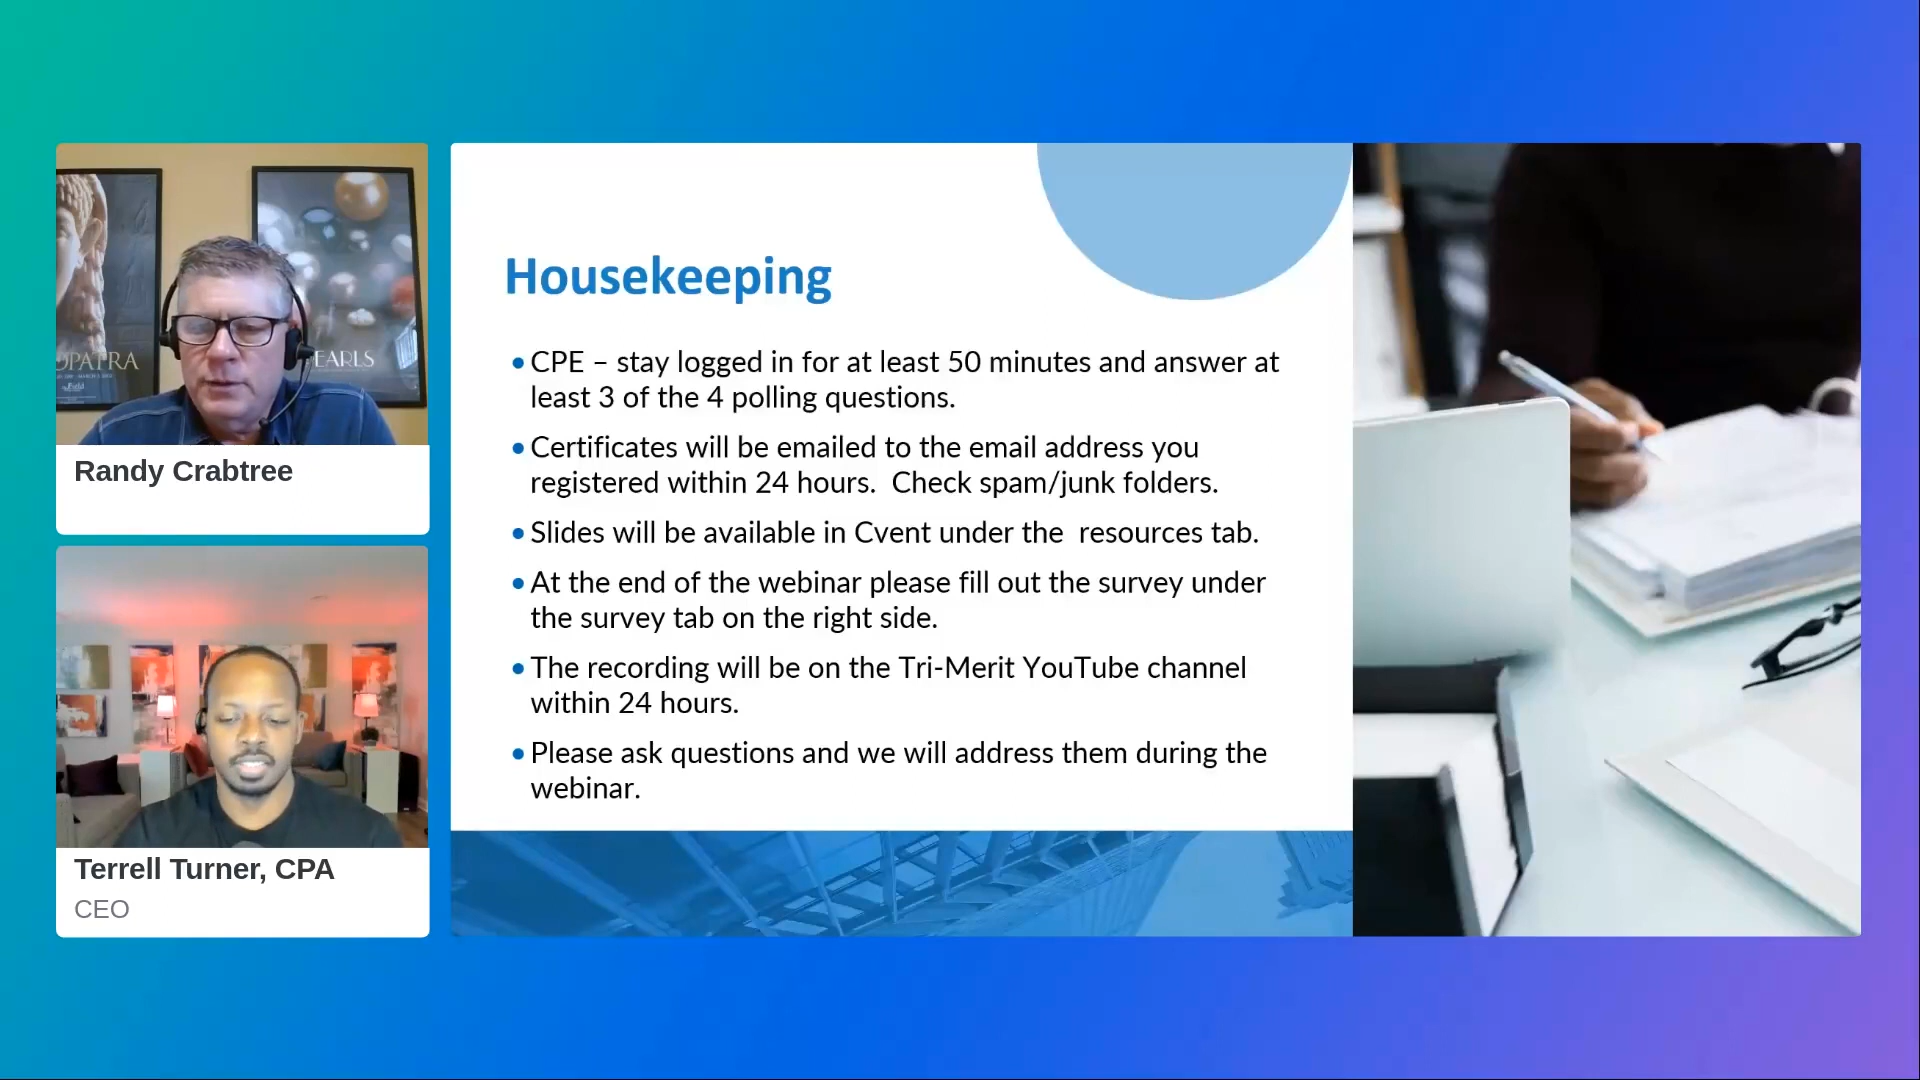 OPATRA
EARLS
Randy Crabtree
Terrell Turner, CPA
CEO
Housekeeping
• CPE – stay logged in for at least 50 minutes and answer at
least 3 of the 4 polling questions.
• Certificates will be emailed to the email address you
registered within 24 hours.  Check spam/junk folders.
• Slides will be available in Cvent under the  resources tab.
• At the end of the webinar please fill out the survey under
the survey tab on the right side.
• The recording will be on the Tri-Merit YouTube channel
within 24 hours.
• Please ask questions and we will address them during the
webinar.